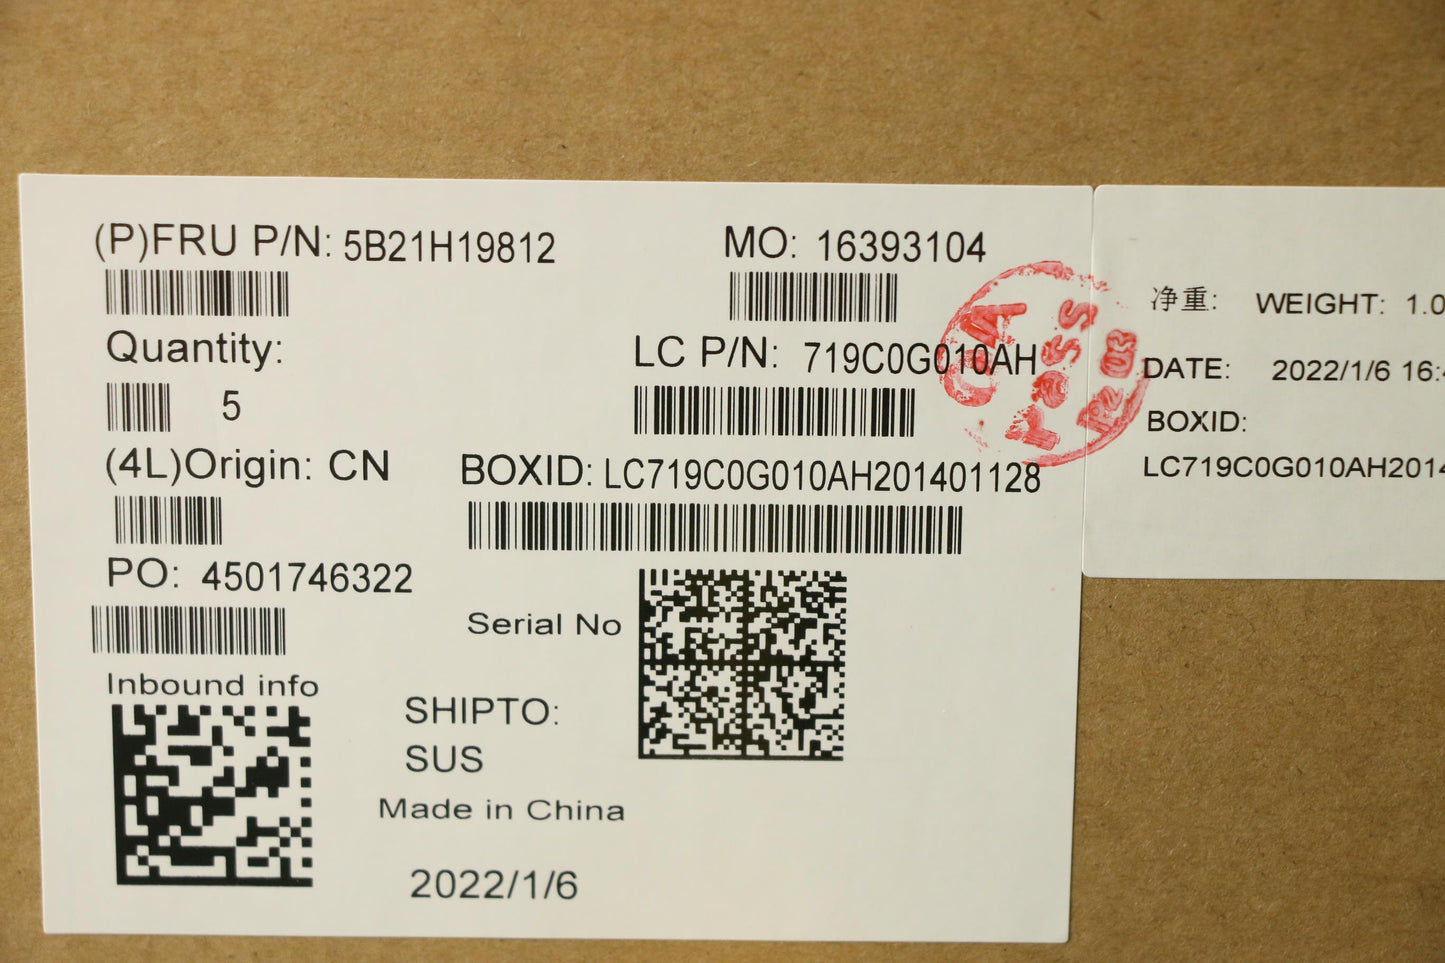 (P)FRU P/N: 5B21H19812
MO: 16393104
Quantity:
5
LC P/N: 719C0G010AH
(4L)Origin: CN
BOXID: LC719C0G010AH201401128
PO: 4501746322
Serial No
Inbound info
SHIPTO:
SUS
Made in China
2022/1/6
QA
Pass
净重: WEIGHT: 1.0
DATE: 2022/1/6 16:
BOXID:
LC719C0G010AH2014